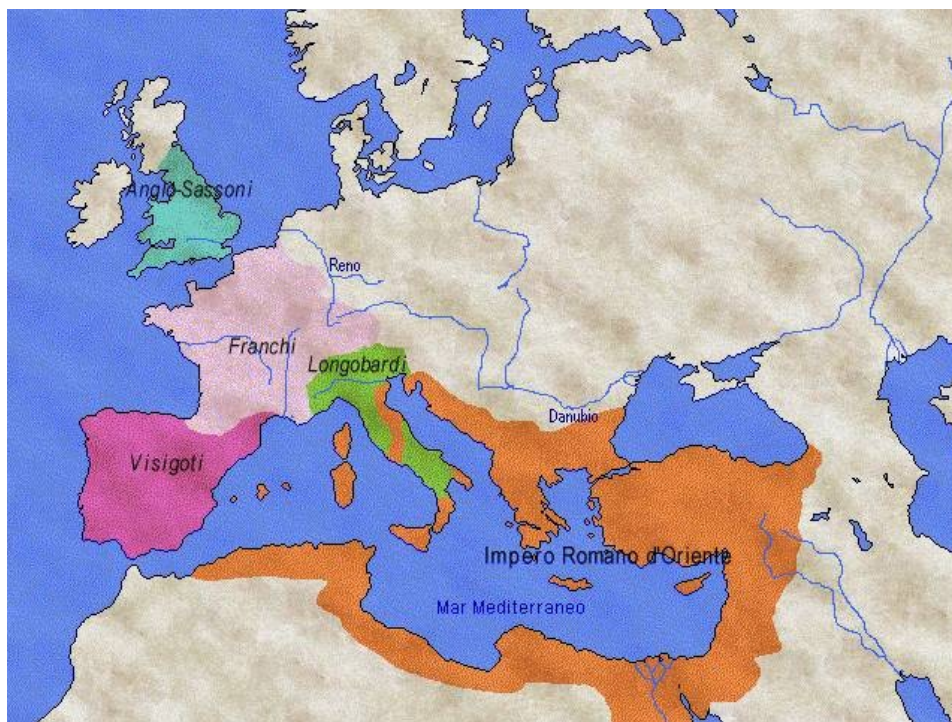 Anglo-Sassoni
Reno
Franchi
Longobardi
Danubio
Visigoti
Impero Romano d'Oriente
Mar Mediterraneo